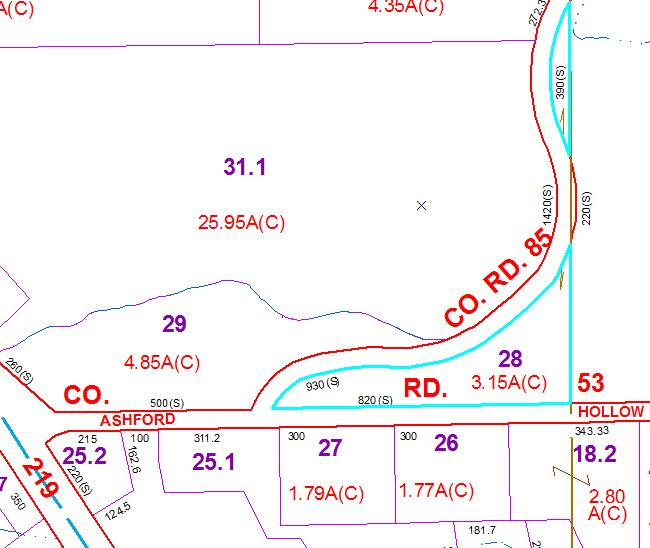 A(C)
4.35A(C)
272.3
390(S)
31.1
25.95A(C)
1420(S)
220(S)
CO. RD. 85
29
4.85A(C)
260(S)
28
3.15A(C)
930 (S)
RD.
53
CO.
500(S)
820 (S)
ASHFORD
HOLLOW
215
100
311.2
300
300
343.33
25.2
162.6
25.1
27
26
18.2
219
220(S)
7
350
124.5
1.79A(C)
1.77A(C)
2.80
A(C)
181.7
2